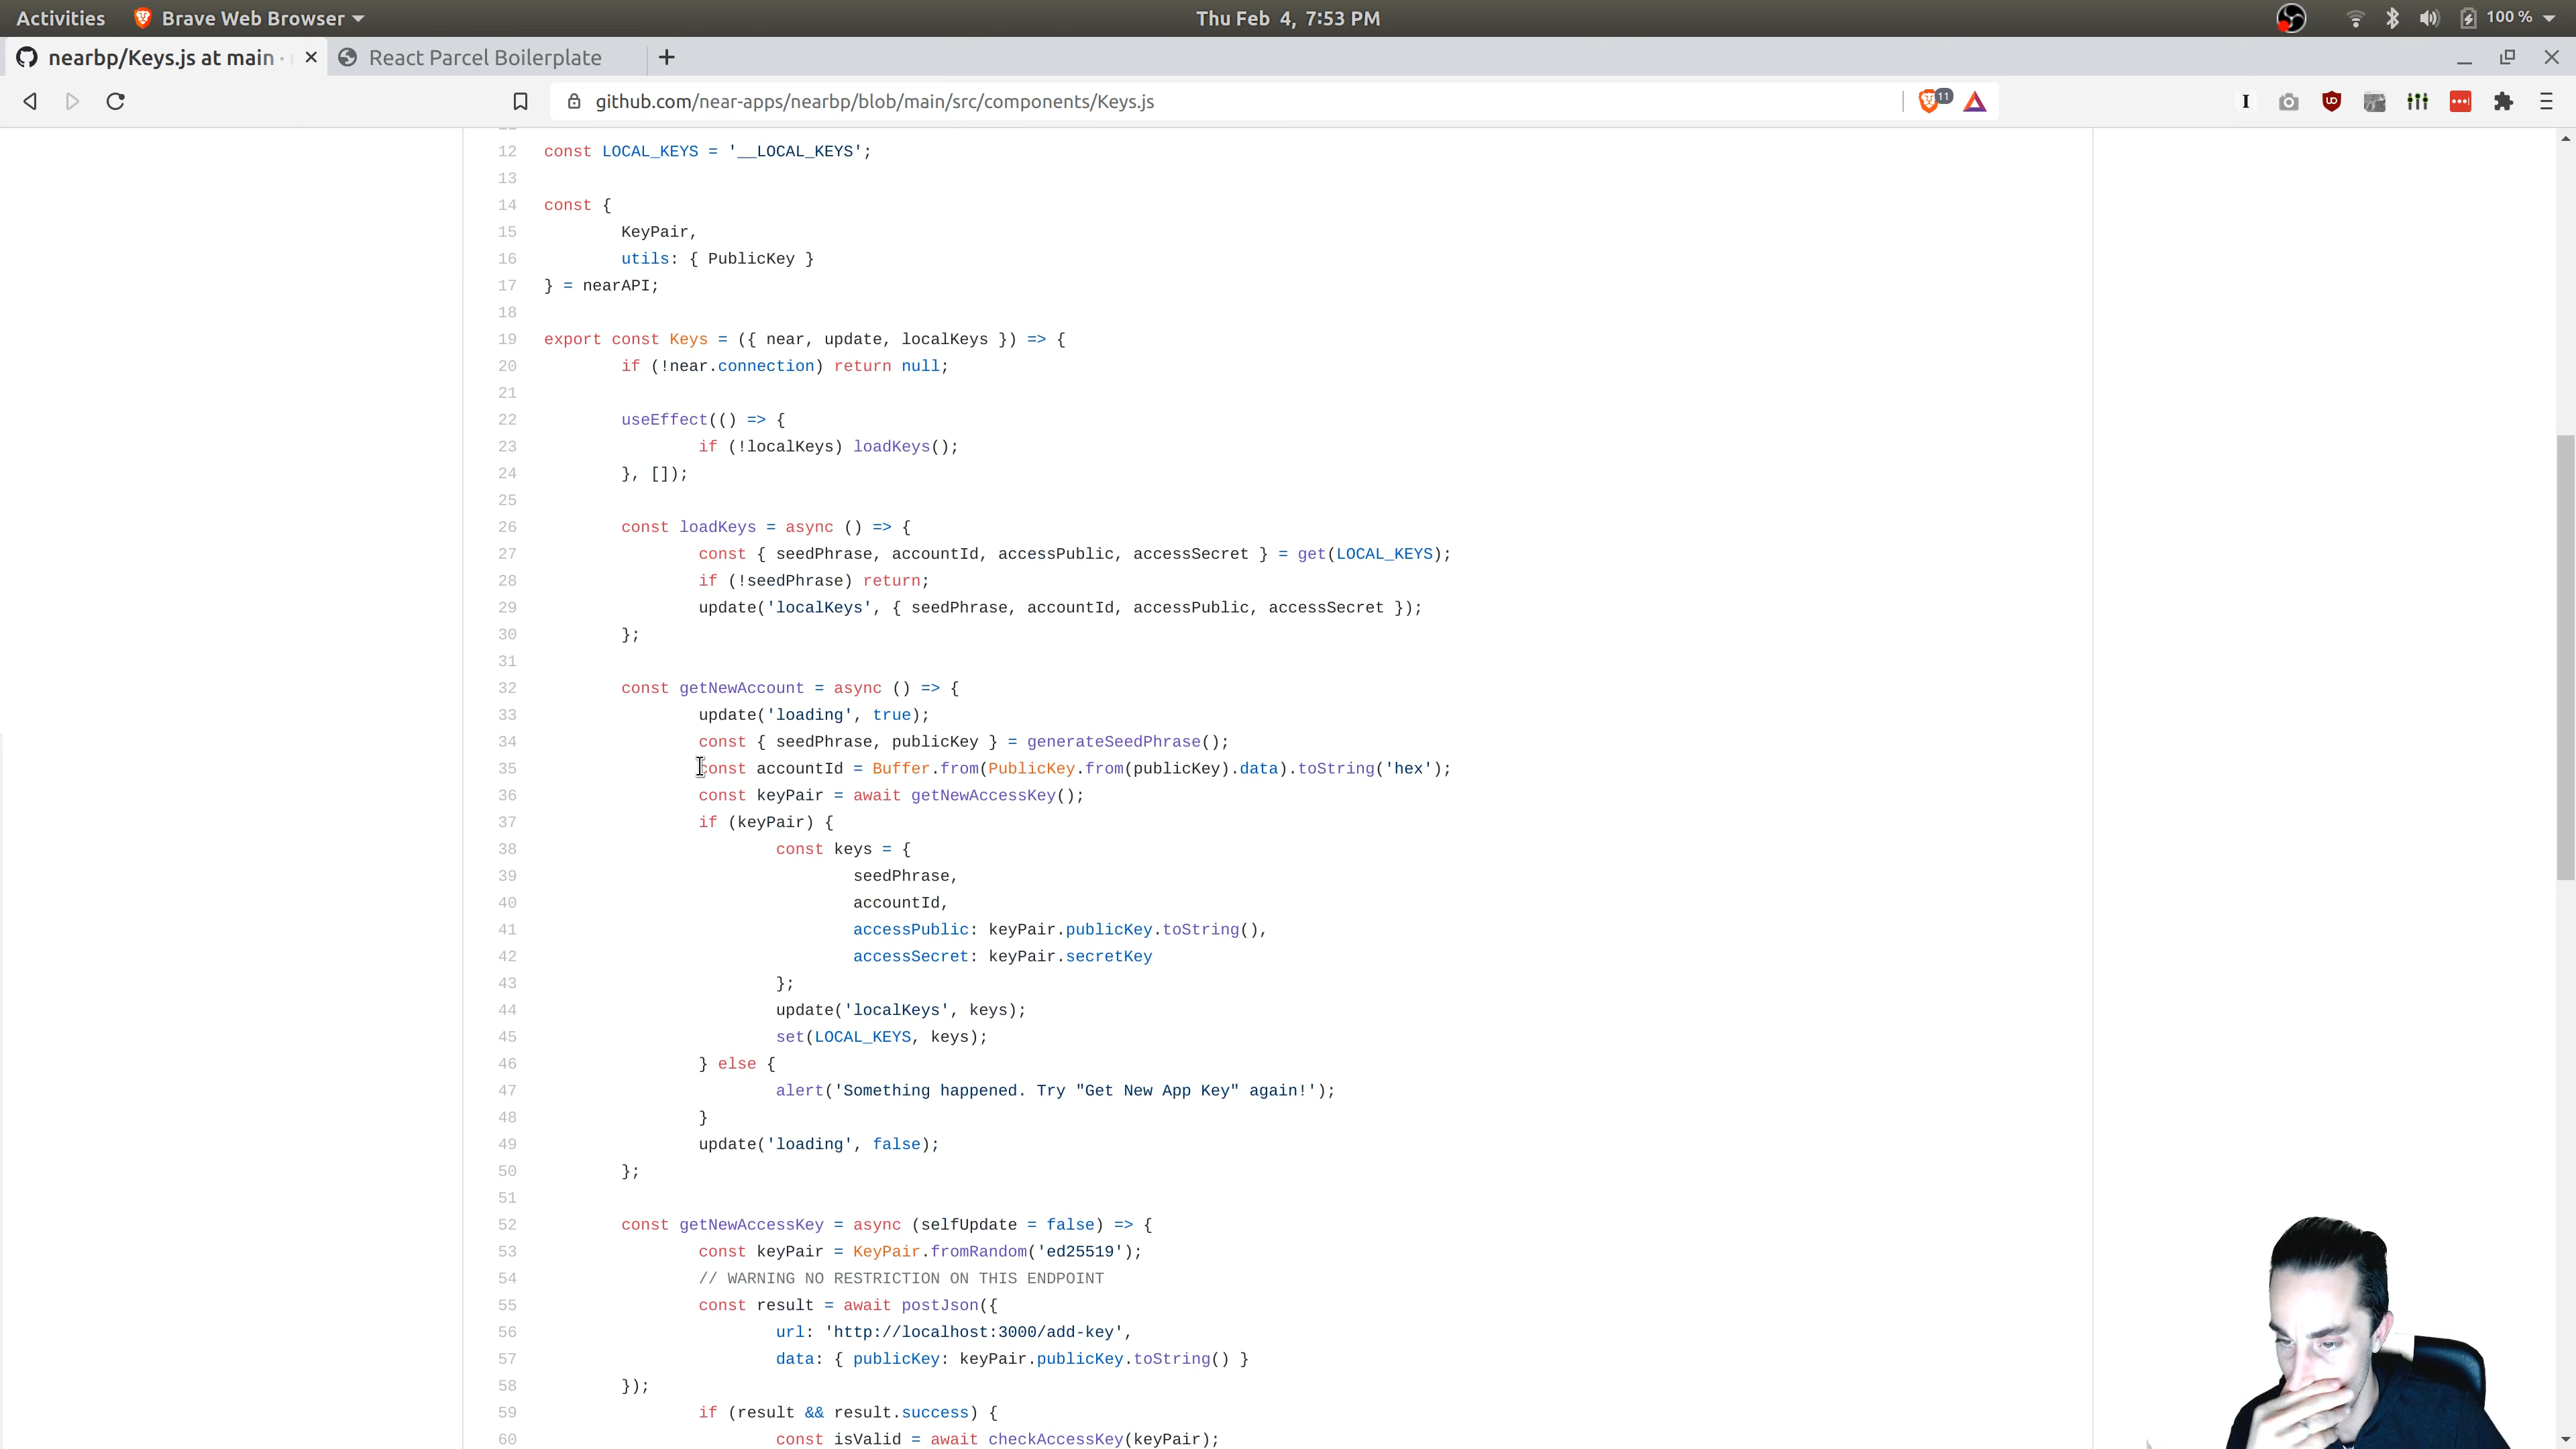 Activities Brave Web Browser Thu Feb 4, 7:53 PM 100 %
nearbp/Keys.js at main · React Parcel Boilerplate
github.com/near-apps/nearbp/blob/main/src/components/Keys.js 11
12 const LOCAL_KEYS = '__LOCAL_KEYS';
13
14 const {
15 KeyPair,
16 utils: { PublicKey }
17 } = nearAPI;
18
19 export const Keys = ({ near, update, localKeys }) => {
20 if (!near.connection) return null;
21
22 useEffect(() => {
23 if (!localKeys) loadKeys();
24 }, []);
25
26 const loadKeys = async () => {
27 const { seedPhrase, accountId, accessPublic, accessSecret } = get(LOCAL_KEYS);
28 if (!seedPhrase) return;
29 update('localKeys', { seedPhrase, accountId, accessPublic, accessSecret });
30 };
31
32 const getNewAccount = async () => {
33 update('loading', true);
34 const { seedPhrase, publicKey } = generateSeedPhrase();
35 const accountId = Buffer.from(PublicKey.from(publicKey).data).toString('hex');
36 const keyPair = await getNewAccessKey();
37 if (keyPair) {
38 const keys = {
39 seedPhrase,
40 accountId,
41 accessPublic: keyPair.publicKey.toString(),
42 accessSecret: keyPair.secretKey
43 };
44 update('localKeys', keys);
45 set(LOCAL_KEYS, keys);
46 } else {
47 alert('Something happened. Try "Get New App Key" again!');
48 }
49 update('loading', false);
50 };
51
52 const getNewAccessKey = async (selfUpdate = false) => {
53 const keyPair = KeyPair.fromRandom('ed25519');
54 // WARNING NO RESTRICTION ON THIS ENDPOINT
55 const result = await postJson({
56 url: 'http://localhost:3000/add-key',
57 data: { publicKey: keyPair.publicKey.toString() }
58 });
59 if (result && result.success) {
60 const isValid = await checkAccessKey(keyPair);